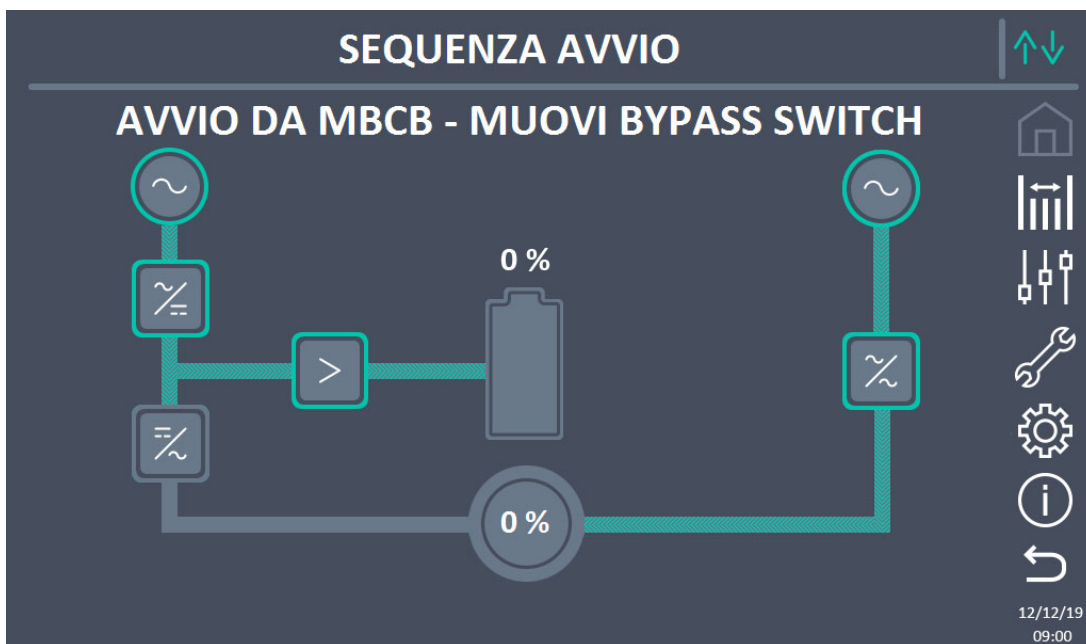 SEQUENZA AVVIO
AVVIO DA MBCB - MUOVI BYPASS SWITCH
0 %
0 %
12/12/19
09:00